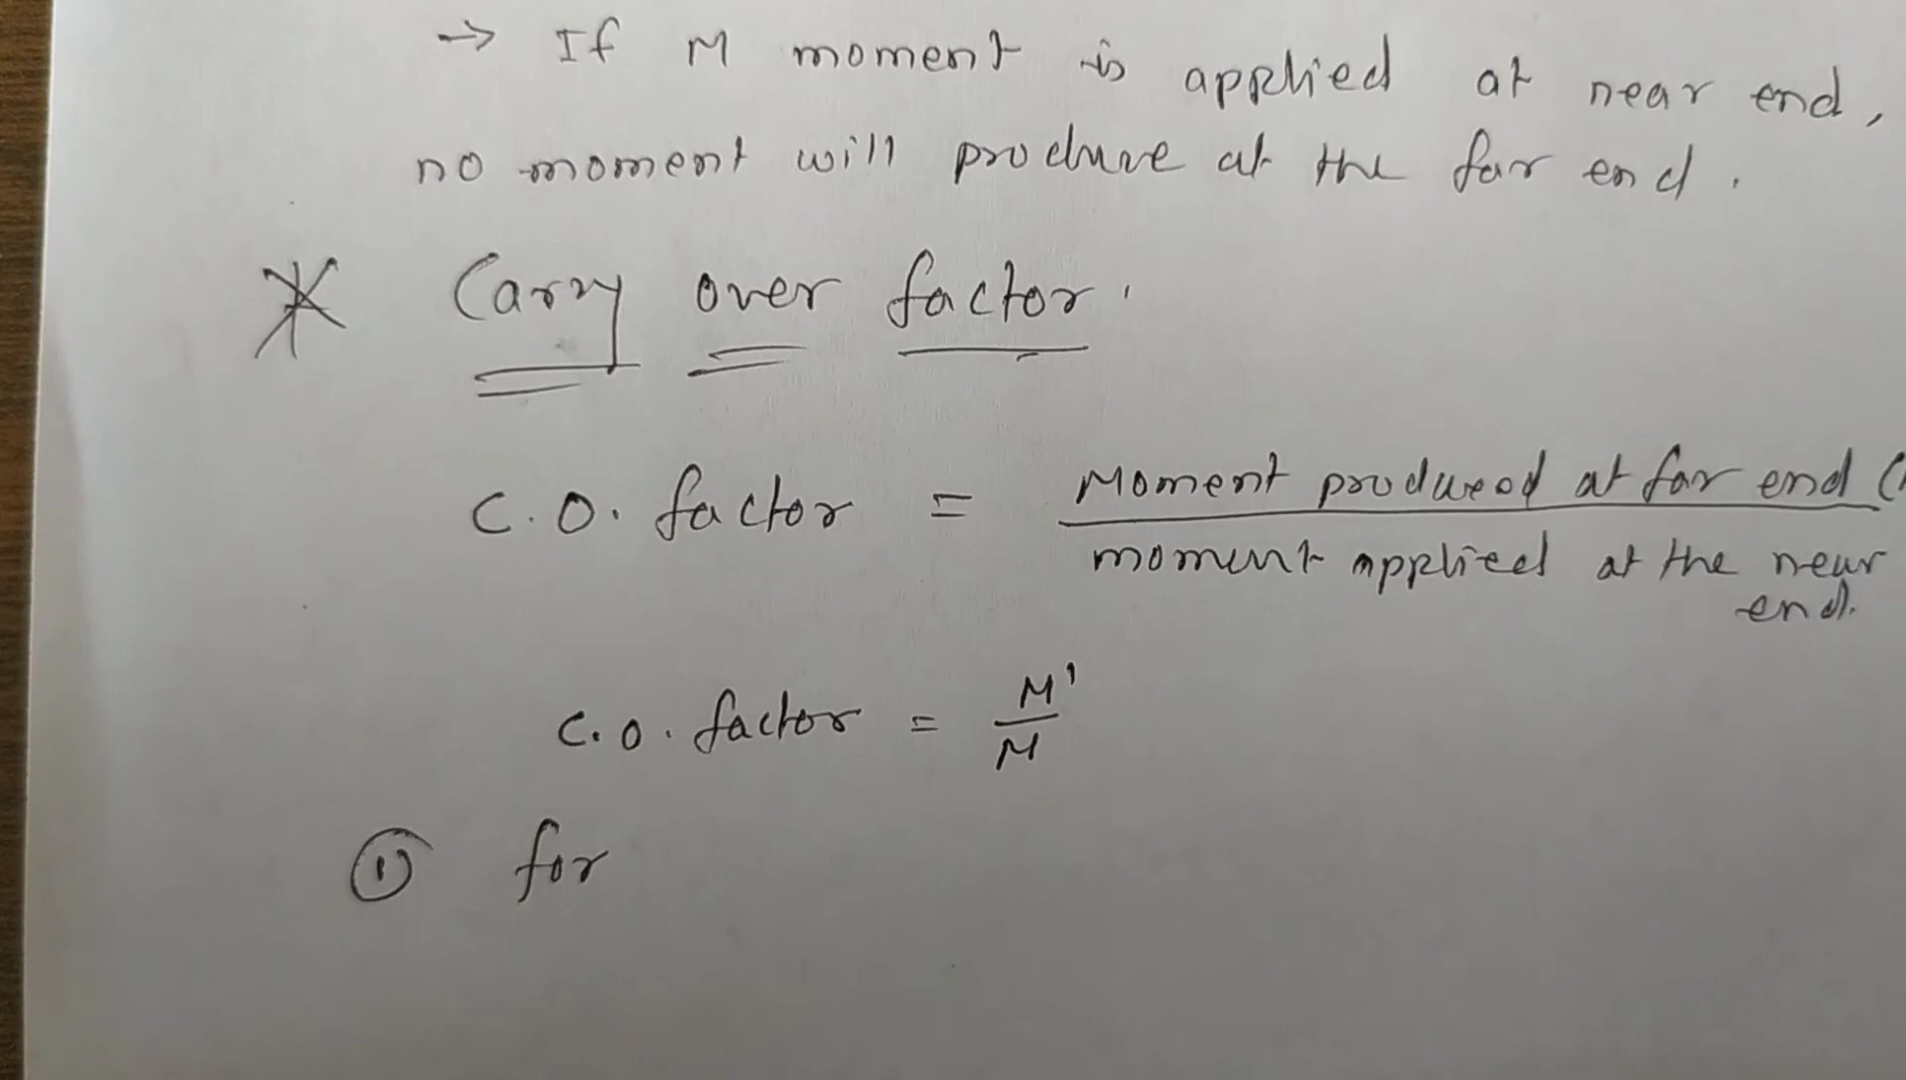 → If M moment is applied at near end,
no moment will produce at the far end.
* Carry over factor.
C.O. factor = Moment produced at far end (
moment applied at the near
end.
C.O. factor = M'
M
① for